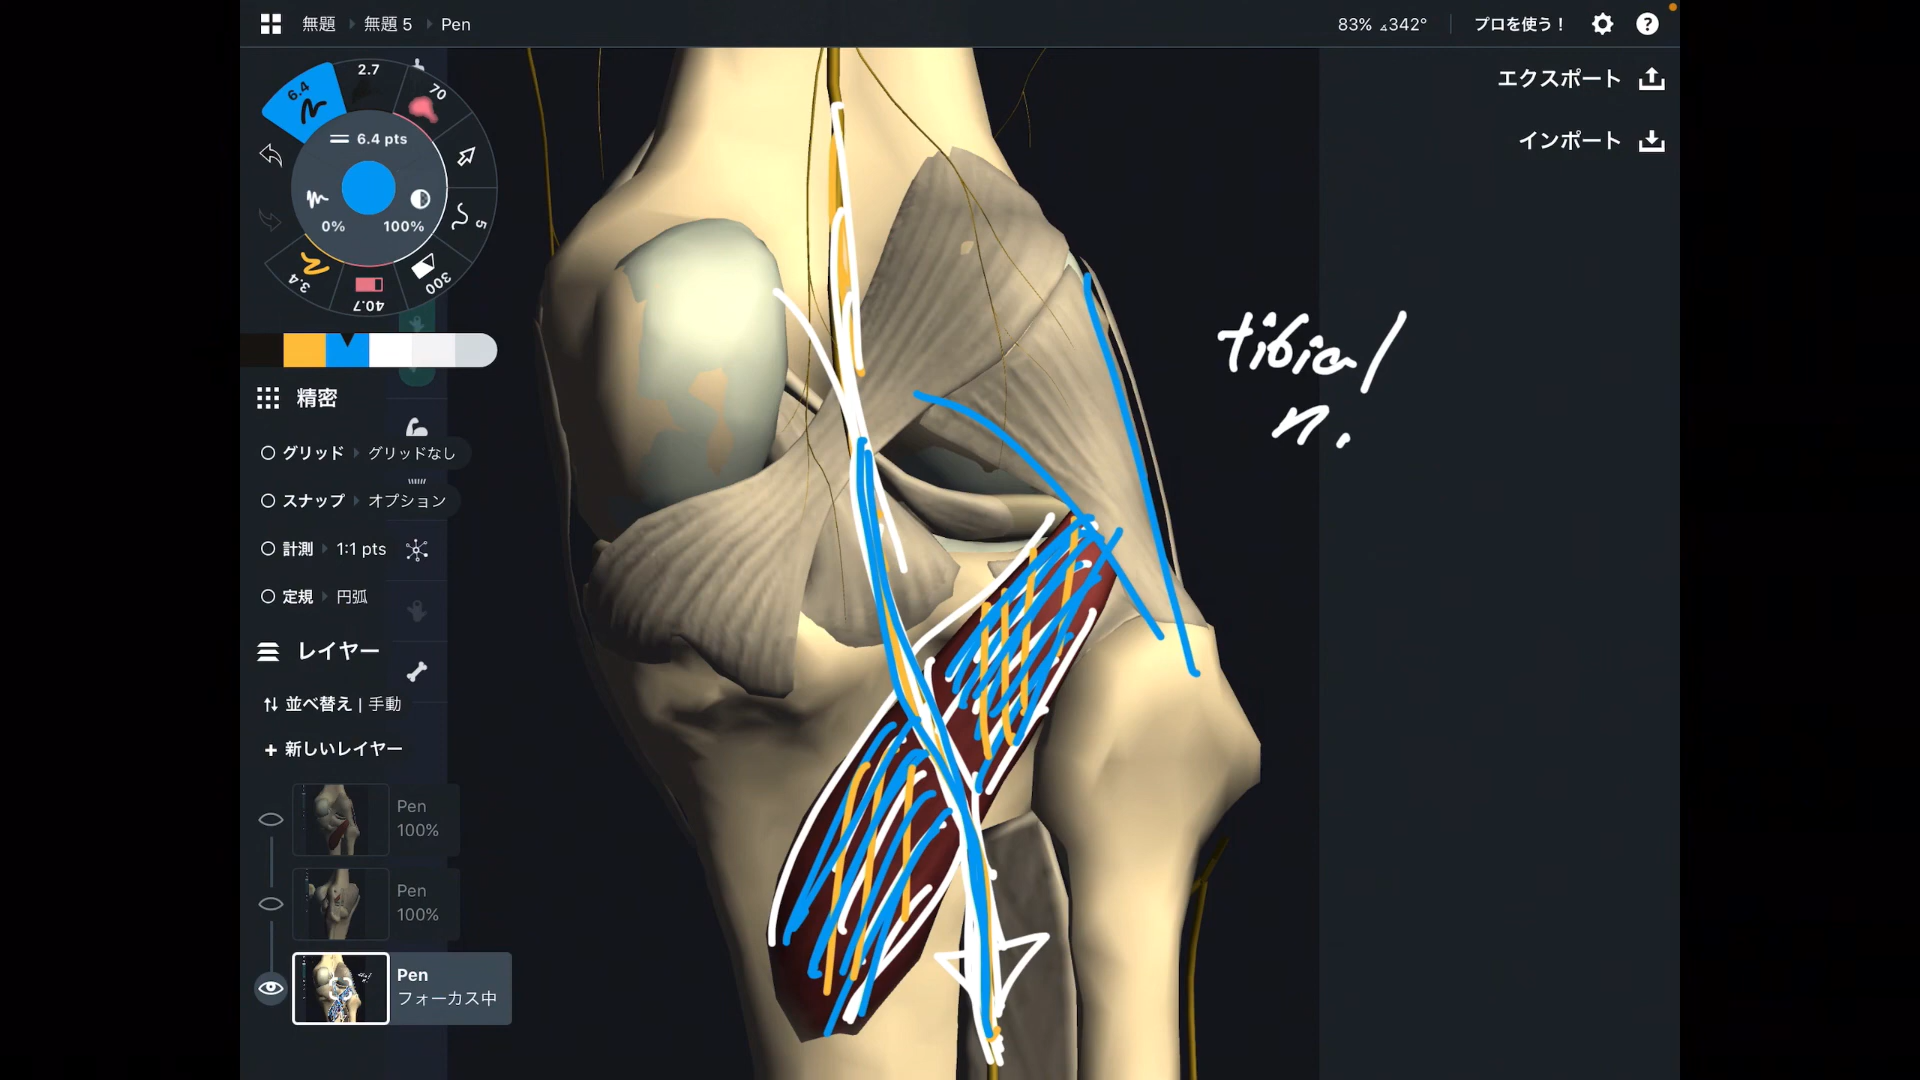 無題 無題 5 Pen
83% ⊿342°
プロを使う!
エクスポート
インポート
2.7
6.4
70
6.4 pts
0% 100%
5
3.4
40.7
300
精密
グリッド グリッドなし
スナップ オプション
計測 1:1 pts
定規 円弧
レイヤー
並べ替え | 手動
+ 新しいレイヤー
Pen
100%
Pen
100%
Pen
フォーカス中
tibial
n.